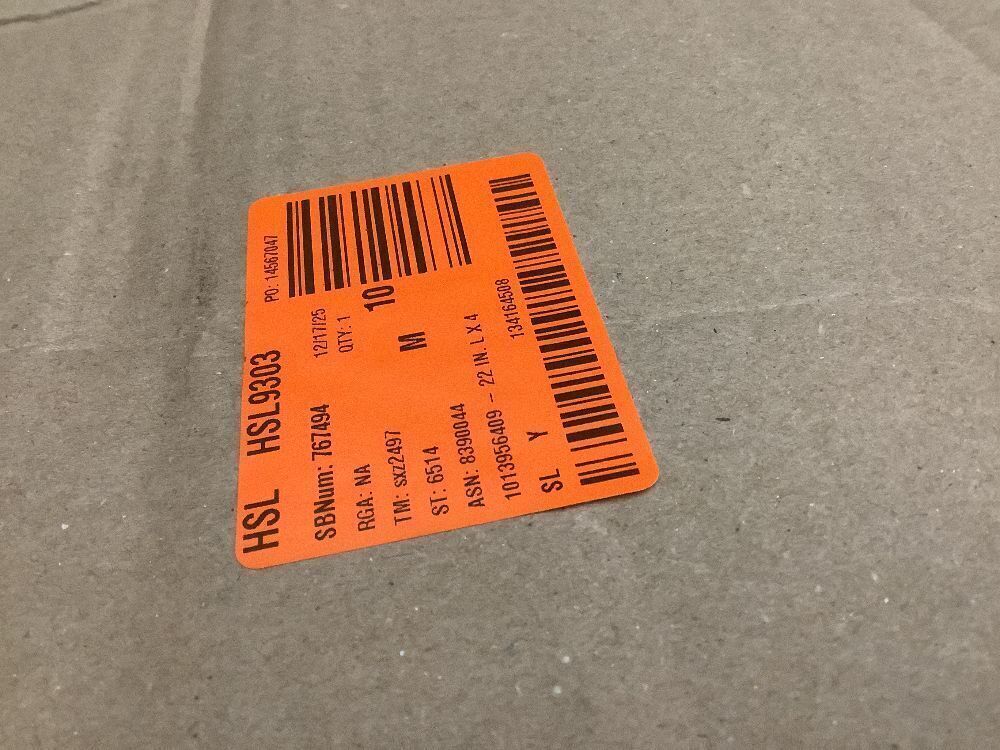 HSL HSL9303 PO: 14567047
SBNum: 767494 12/17/25
RGA: NA QTY: 1
TM: sxz2497 10
ST: 6514 M
ASN: 8390044
1013956409 - 22 IN. L X 4
SL Y 134164508